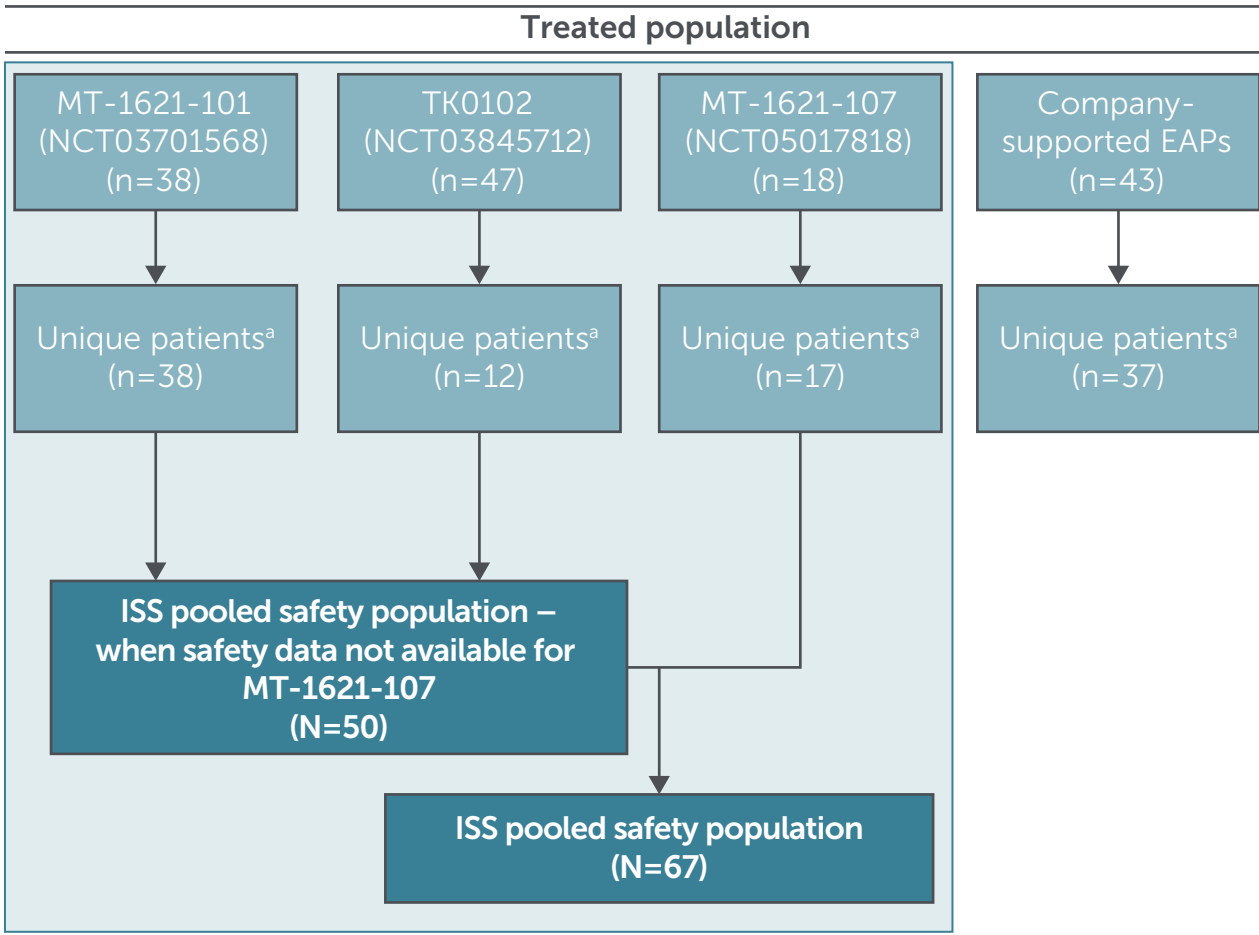 Treated population
MT-1621-101
(NCT03701568)
(n=38)
TK0102
(NCT03845712)
(n=47)
MT-1621-107
(NCT05017818)
(n=18)
Company-
supported EAPs
(n=43)
Unique patientsᵃ
(n=38)
Unique patientsᵃ
(n=12)
Unique patientsᵃ
(n=17)
Unique patientsᵃ
(n=37)
ISS pooled safety population –
when safety data not available for
MT-1621-107
(N=50)
ISS pooled safety population
(N=67)